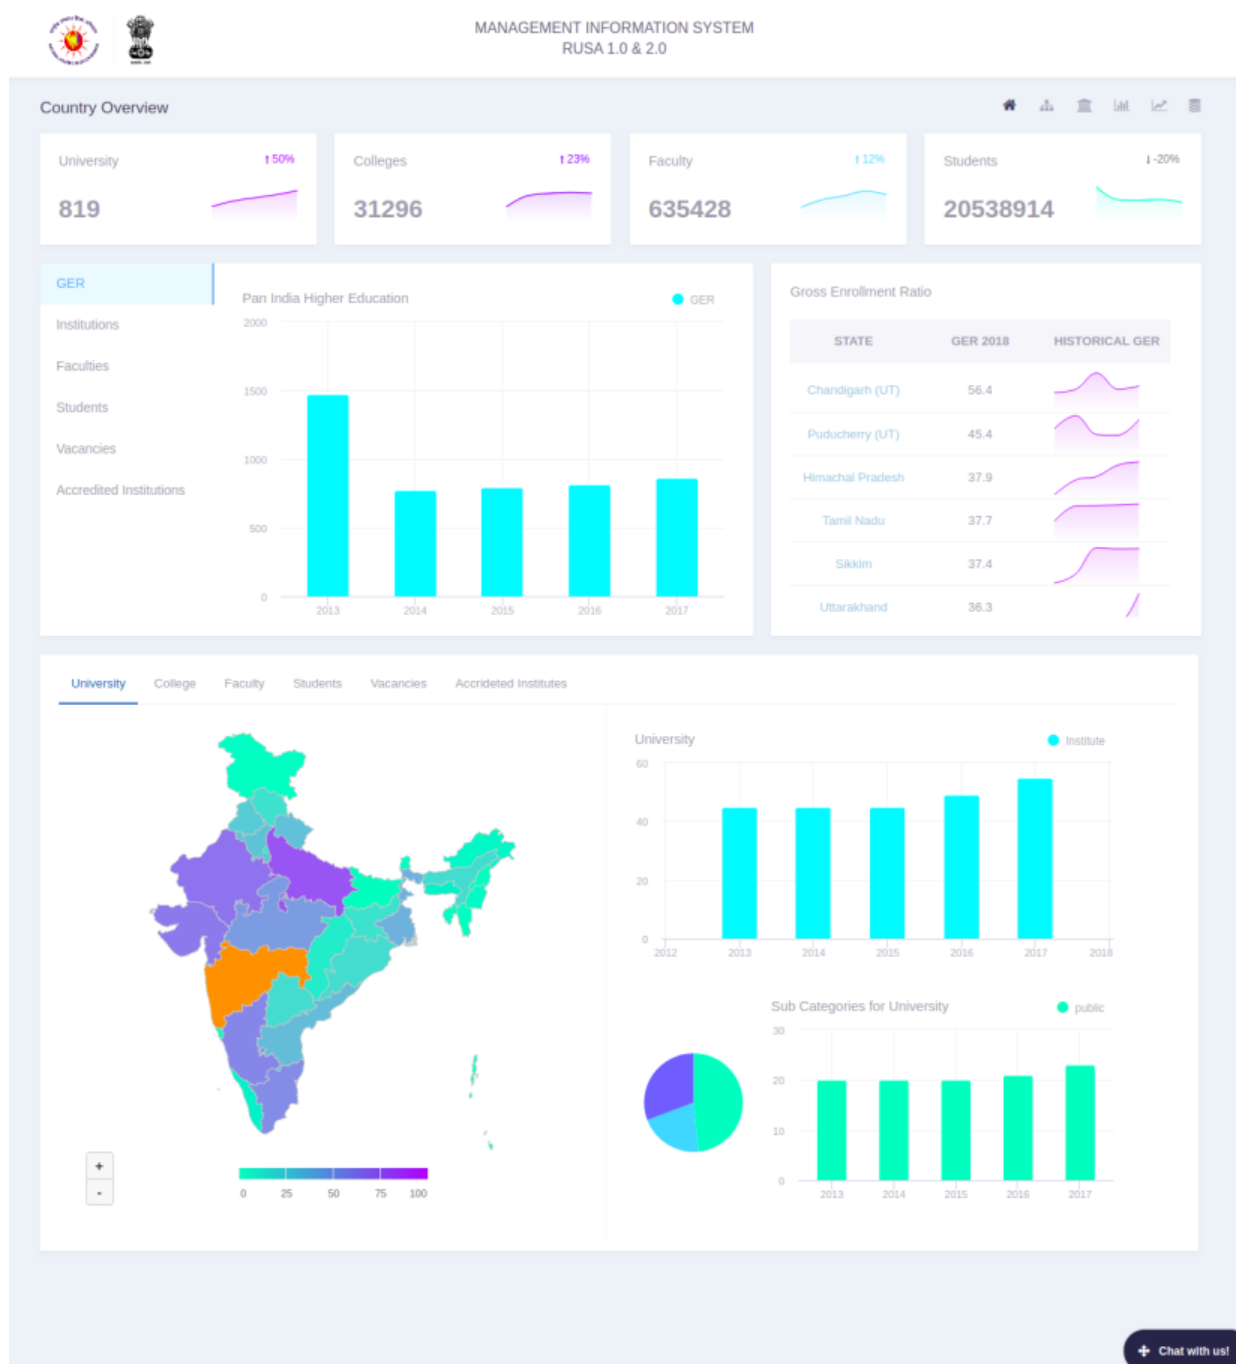 MANAGEMENT INFORMATION SYSTEM
RUSA 1.0 & 2.0
Country Overview
University ↑ 50%
819
Colleges ↑ 23%
31296
Faculty ↑ 12%
635428
Students ↓ -20%
20538914
GER
Institutions
Faculties
Students
Vacancies
Accredited Institutions
Pan India Higher Education
GER
2000
1500
1000
500
0
2013 2014 2015 2016 2017
Gross Enrollment Ratio
STATE GER 2018 HISTORICAL GER
Chandigarh (UT) 56.4
Puducherry (UT) 45.4
Himachal Pradesh 37.9
Tamil Nadu 37.7
Sikkim 37.4
Uttarakhand 36.3
University College Faculty Students Vacancies Accrideted Institutes
+
-
0 25 50 75 100
University
Institute
60
40
20
0
2012 2013 2014 2015 2016 2017 2018
Sub Categories for University
public
30
20
10
0
2013 2014 2015 2016 2017
Chat with us!